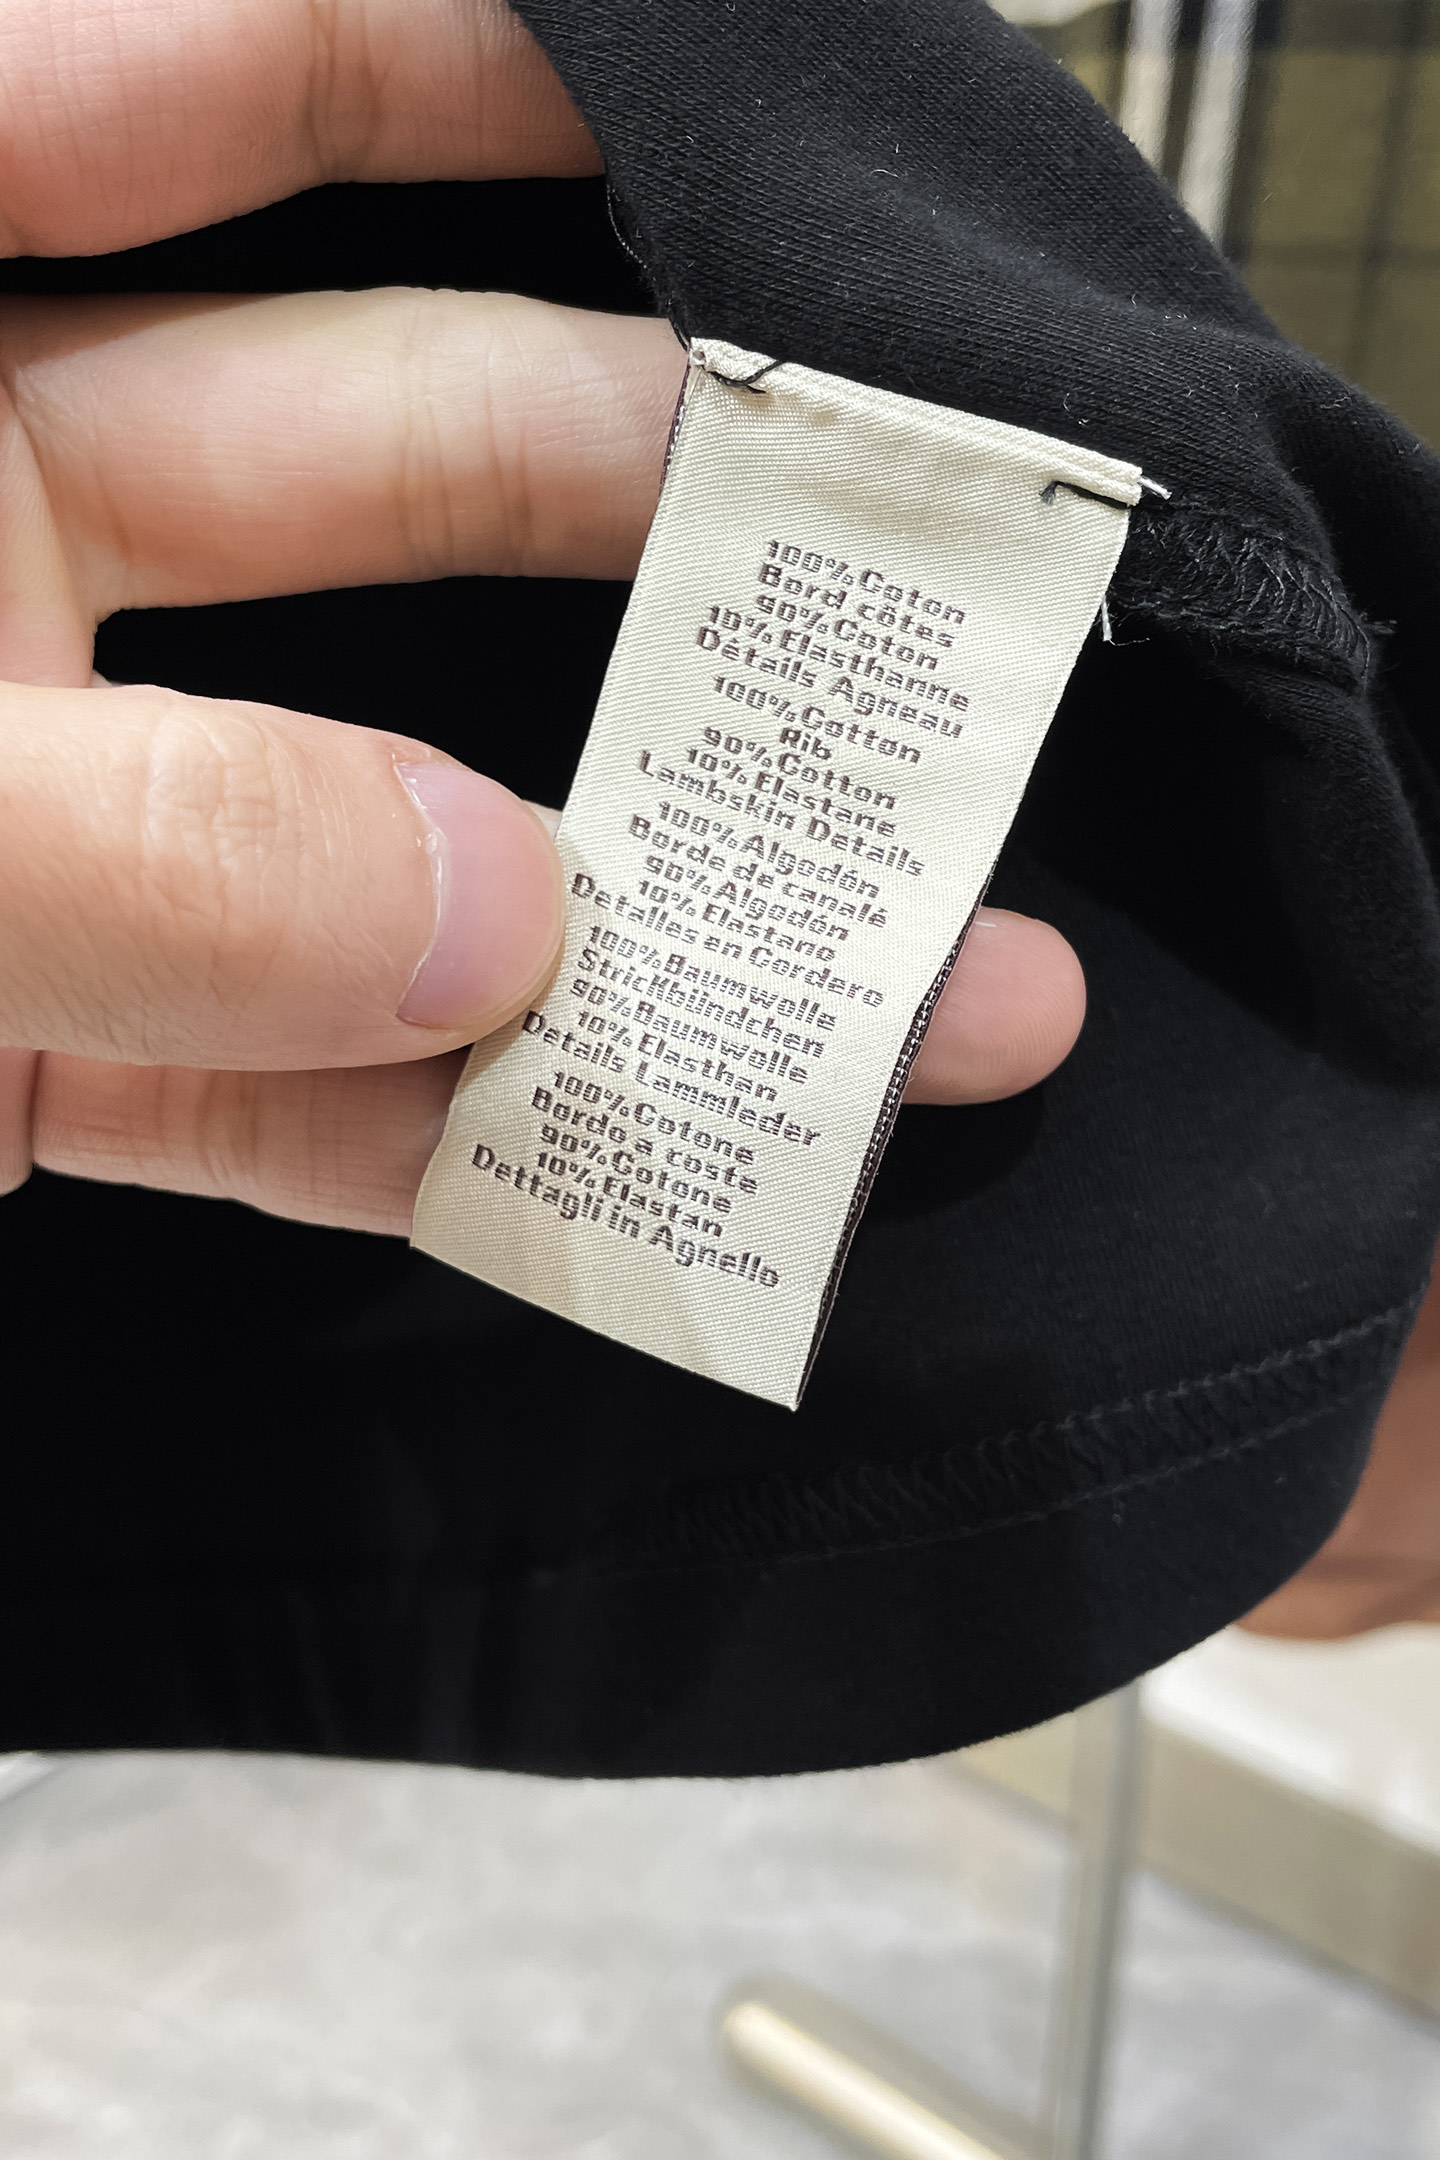 100% Coton
Bord côtes
90% Coton
10% Elasthanne
Détails Agneau
100% Cotton
Rib
90% Cotton
10% Elastane
Lambskin Details
100% Algodón
Borde de canalé
90% Algodón
10% Elastano
Detalles en Cordero
100% Baumwolle
Strickbündchen
90% Baumwolle
10% Elasthan
Details Lammleder
100% Cotone
Bordo a coste
90% Cotone
10% Elastan
Dettagli in Agnello